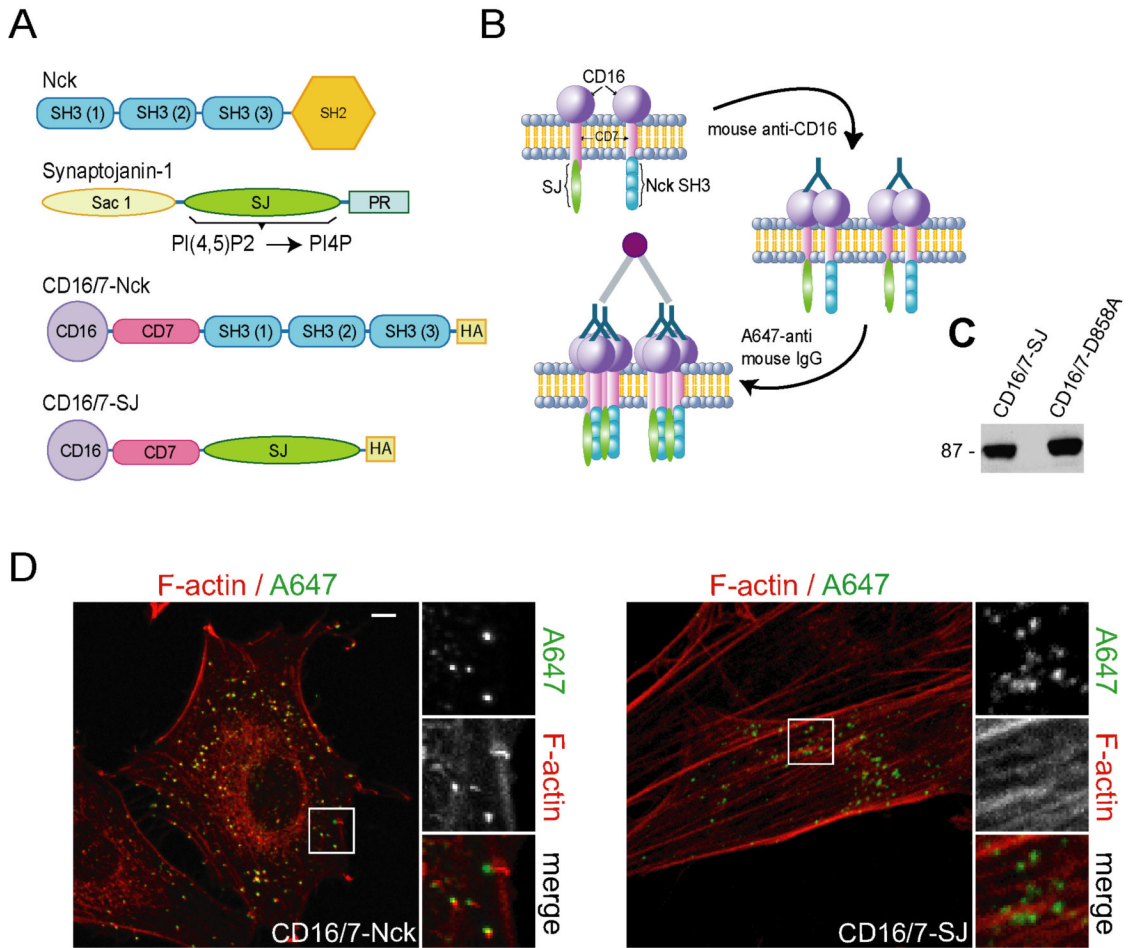 A
Nck
SH3 (1) SH3 (2) SH3 (3) SH2
Synaptojanin-1
Sac 1 SJ PR
PI(4,5)P2 → PI4P
CD16/7-Nck
CD16 CD7 SH3 (1) SH3 (2) SH3 (3) HA
CD16/7-SJ
CD16 CD7 SJ HA
B
CD16
CD7
SJ Nck SH3
mouse anti-CD16
A647-anti
mouse IgG
C
CD16/7-SJ
CD16/7-D858A
87 -
D
F-actin / A647
CD16/7-Nck
A647
F-actin
merge
F-actin / A647
CD16/7-SJ
A647
F-actin
merge